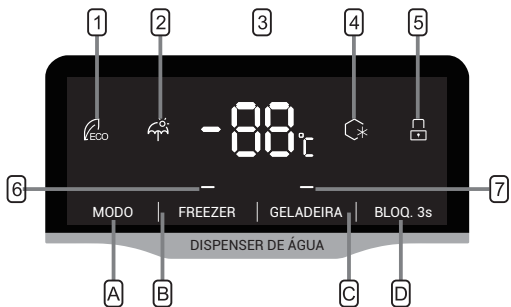 1 2 3 4 5
ECO
-88°C
6 7
MODO FREEZER GELADEIRA BLOQ. 3s
DISPENSER DE ÁGUA
A B C D